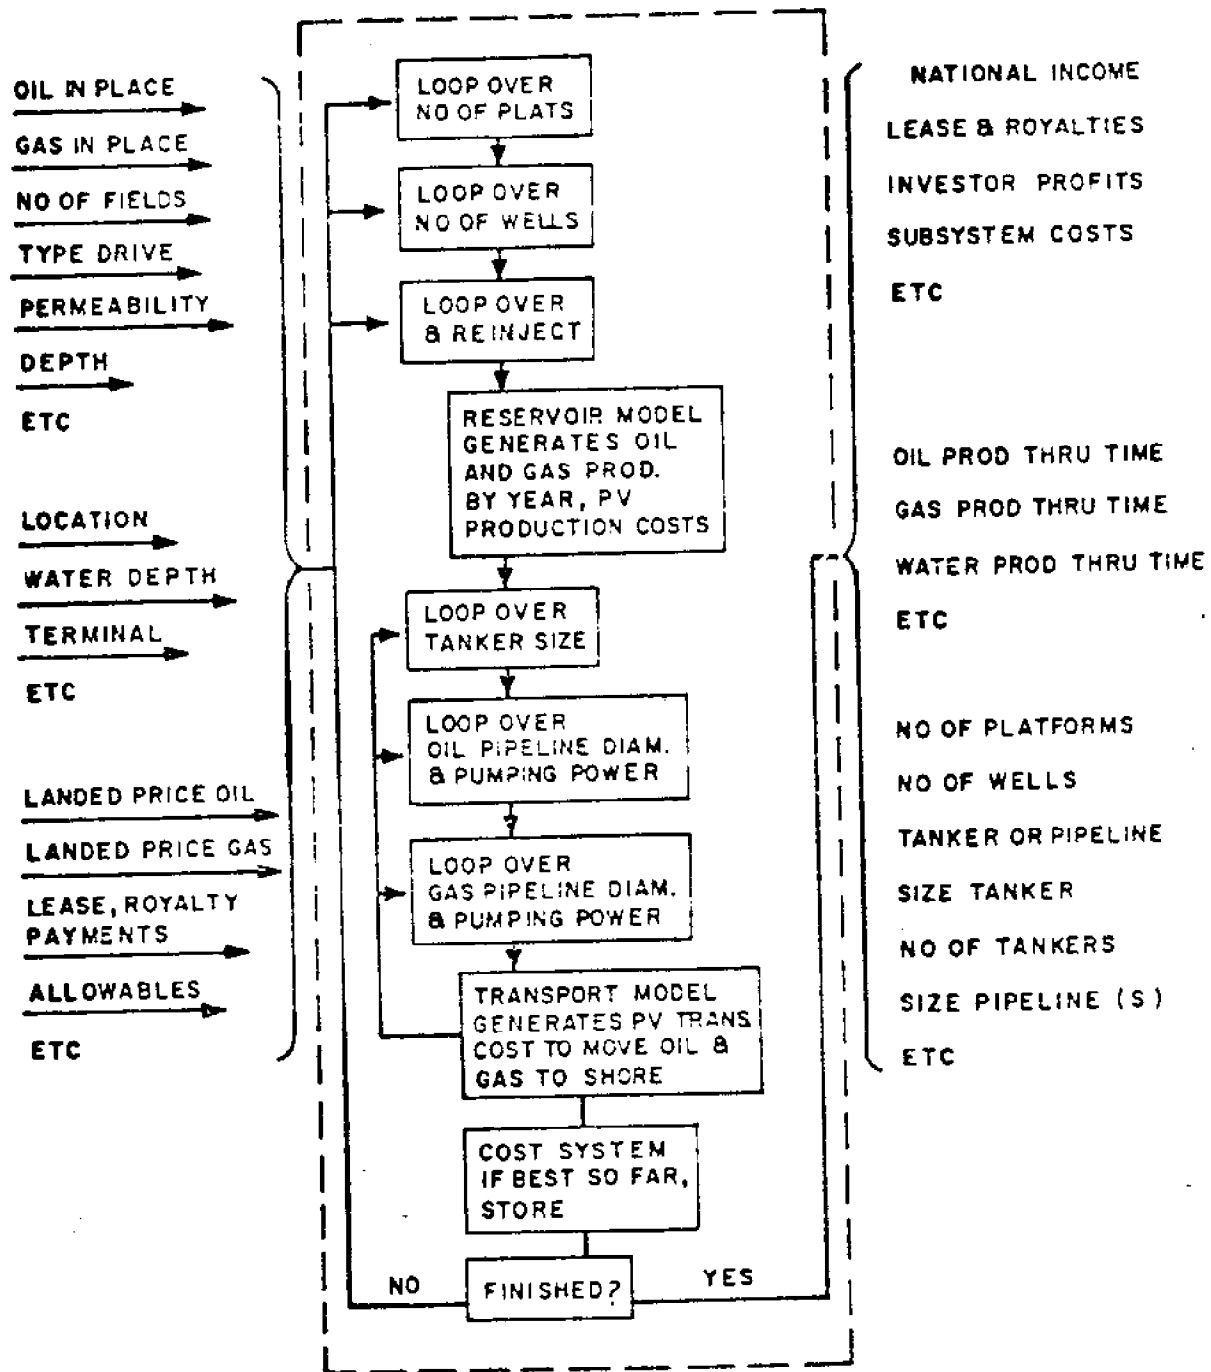 OIL IN PLACE
GAS IN PLACE
NO OF FIELDS
TYPE DRIVE
PERMEABILITY
DEPTH
ETC
LOCATION
WATER DEPTH
TERMINAL
ETC
LANDED PRICE OIL
LANDED PRICE GAS
LEASE, ROYALTY
PAYMENTS
ALLOWABLES
ETC
LOOP OVER
NO OF PLATS
LOOP OVER
NO OF WELLS
LOOP OVER
& REINJECT
RESERVOIR MODEL
GENERATES OIL
AND GAS PROD.
BY YEAR, PV
PRODUCTION COSTS
LOOP OVER
TANKER SIZE
LOOP OVER
OIL PIPELINE DIAM.
& PUMPING POWER
LOOP OVER
GAS PIPELINE DIAM.
& PUMPING POWER
TRANSPORT MODEL
GENERATES PV TRANS
COST TO MOVE OIL &
GAS TO SHORE
COST SYSTEM
IF BEST SO FAR,
STORE
NO
FINISHED?
YES
NATIONAL INCOME
LEASE & ROYALTIES
INVESTOR PROFITS
SUBSYSTEM COSTS
ETC
OIL PROD THRU TIME
GAS PROD THRU TIME
WATER PROD THRU TIME
ETC
NO OF PLATFORMS
NO OF WELLS
TANKER OR PIPELINE
SIZE TANKER
NO OF TANKERS
SIZE PIPELINE (S)
ETC